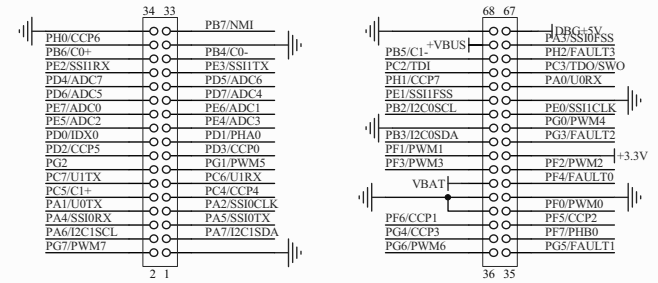 34 33
PB7/NMI
PH0/CCP6
PB6/C0+ PB4/C0-
PE2/SSI1RX PE3/SSI1TX
PD4/ADC7 PD5/ADC6
PD6/ADC5 PD7/ADC4
PE7/ADC0 PE6/ADC1
PE5/ADC2 PE4/ADC3
PD0/IDX0 PD1/PHA0
PD2/CCP5 PD3/CCP0
PG2 PG1/PWM5
PC7/U1TX PC6/U1RX
PC5/C1+ PC4/CCP4
PA1/U0TX PA2/SSI0CLK
PA4/SSI0RX PA5/SSI0TX
PA6/I2C1SCL PA7/I2C1SDA
PG7/PWM7
2 1
68 67
DBG+5V
+VBUS PA3/SSI0FSS
PB5/C1- PH2/FAULT3
PC2/TDI PC3/TDO/SWO
PH1/CCP7 PA0/U0RX
PE1/SSI1FSS
PB2/I2C0SCL PE0/SSI1CLK
PG0/PWM4
PB3/I2C0SDA PG3/FAULT2
PF1/PWM1 +3.3V
PF3/PWM3 PF2/PWM2
VBAT PF4/FAULT0
PF0/PWM0
PF6/CCP1 PF5/CCP2
PG4/CCP3 PF7/PHB0
PG6/PWM6 PG5/FAULT1
36 35